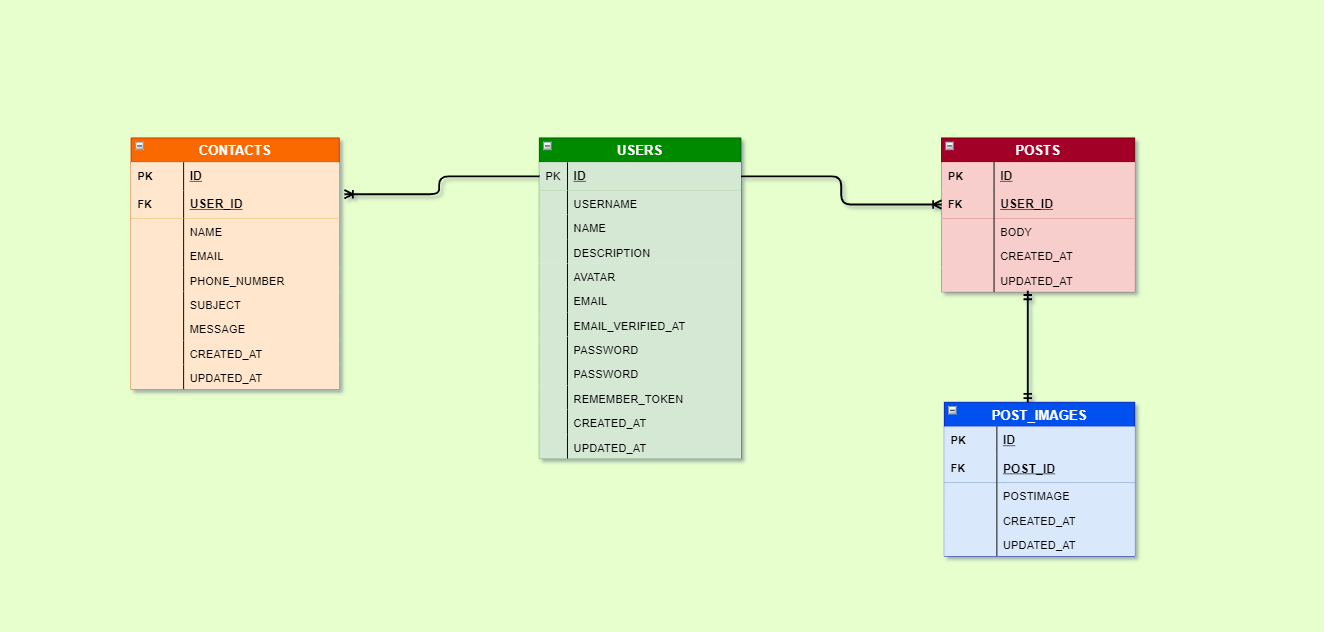 CONTACTS
PK ID
FK USER_ID
NAME
EMAIL
PHONE_NUMBER
SUBJECT
MESSAGE
CREATED_AT
UPDATED_AT
USERS
PK ID
USERNAME
NAME
DESCRIPTION
AVATAR
EMAIL
EMAIL_VERIFIED_AT
PASSWORD
PASSWORD
REMEMBER_TOKEN
CREATED_AT
UPDATED_AT
POSTS
PK ID
FK USER_ID
BODY
CREATED_AT
UPDATED_AT
POST_IMAGES
PK ID
FK POST_ID
POSTIMAGE
CREATED_AT
UPDATED_AT